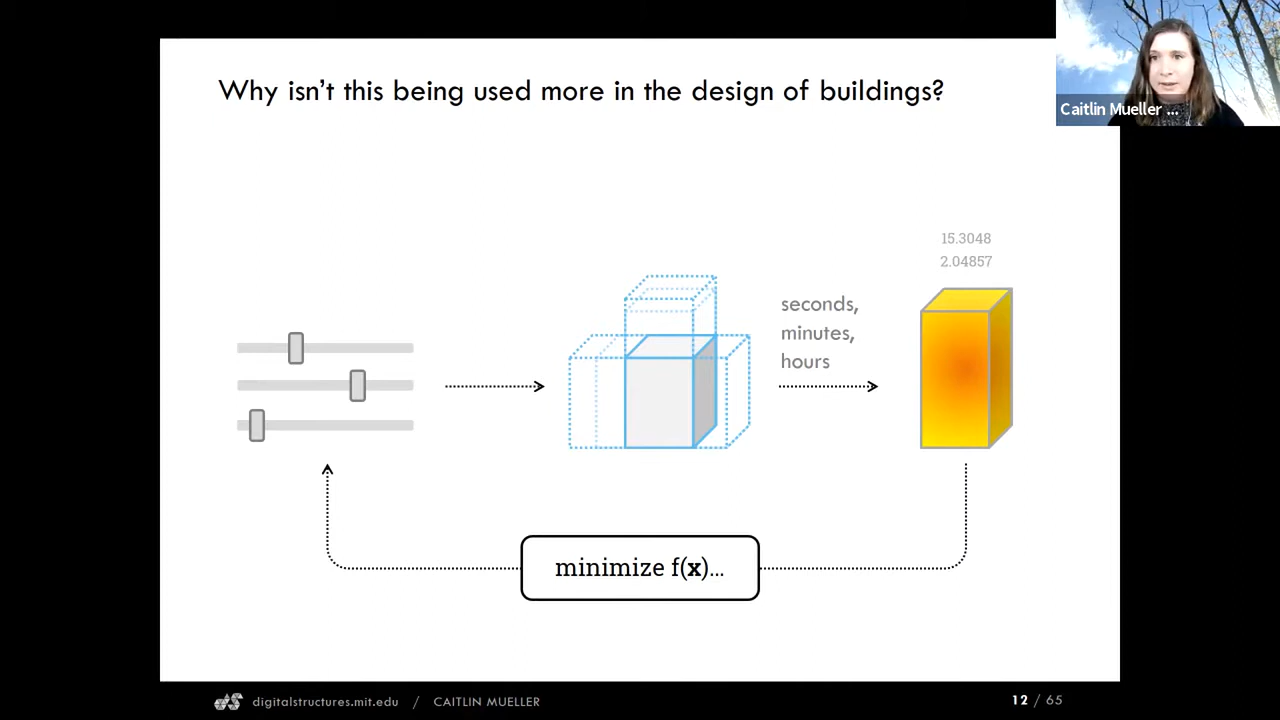 Why isn't this being used more in the design of buildings?
Caitlin Mueller ...
15.3048
2.04857
seconds,
minutes,
hours
minimize f(x)...
digitalstructures.mit.edu / CAITLIN MUELLER
12 / 65